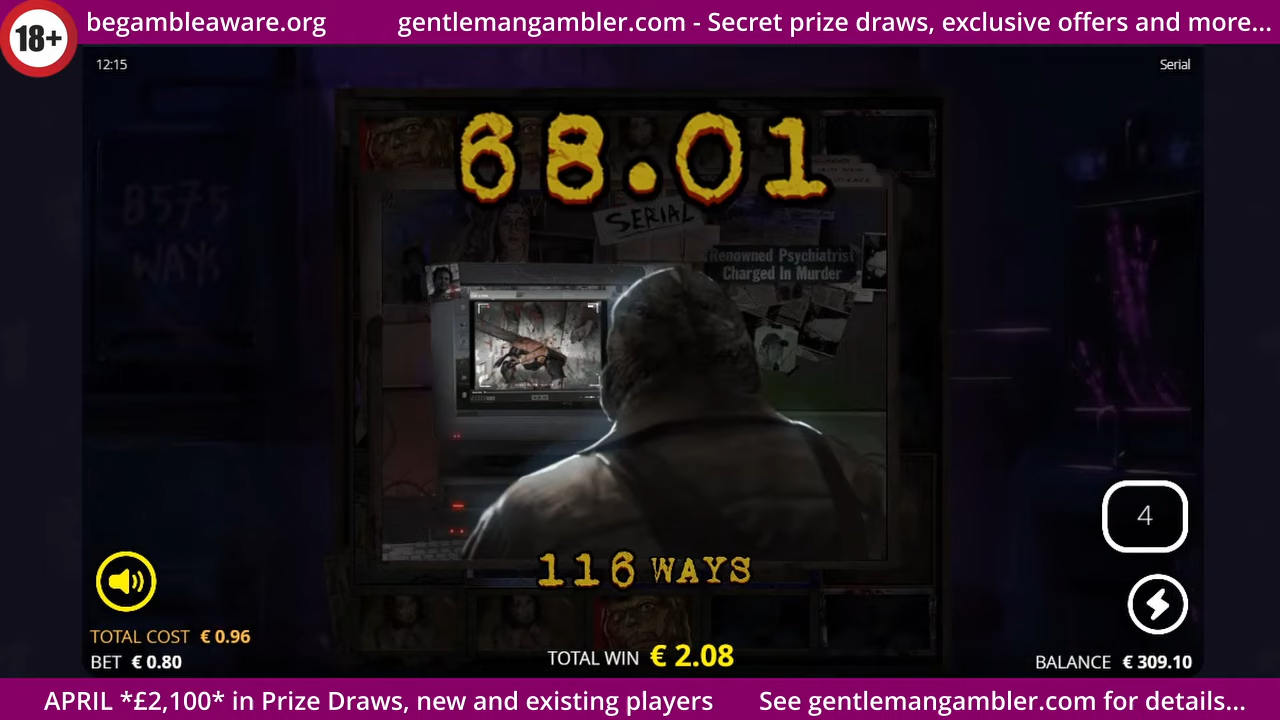 18+
begambleaware.org
gentlemangambler.com - Secret prize draws, exclusive offers and more...
12:15
Serial
68.01
8575
WAYS
SERIAL
Renowned Psychiatrist
Charged In Murder
4
116 WAYS
TOTAL COST € 0.96
BET € 0.80
TOTAL WIN € 2.08
BALANCE € 309.10
APRIL *£2,100* in Prize Draws, new and existing players
See gentlemangambler.com for details...